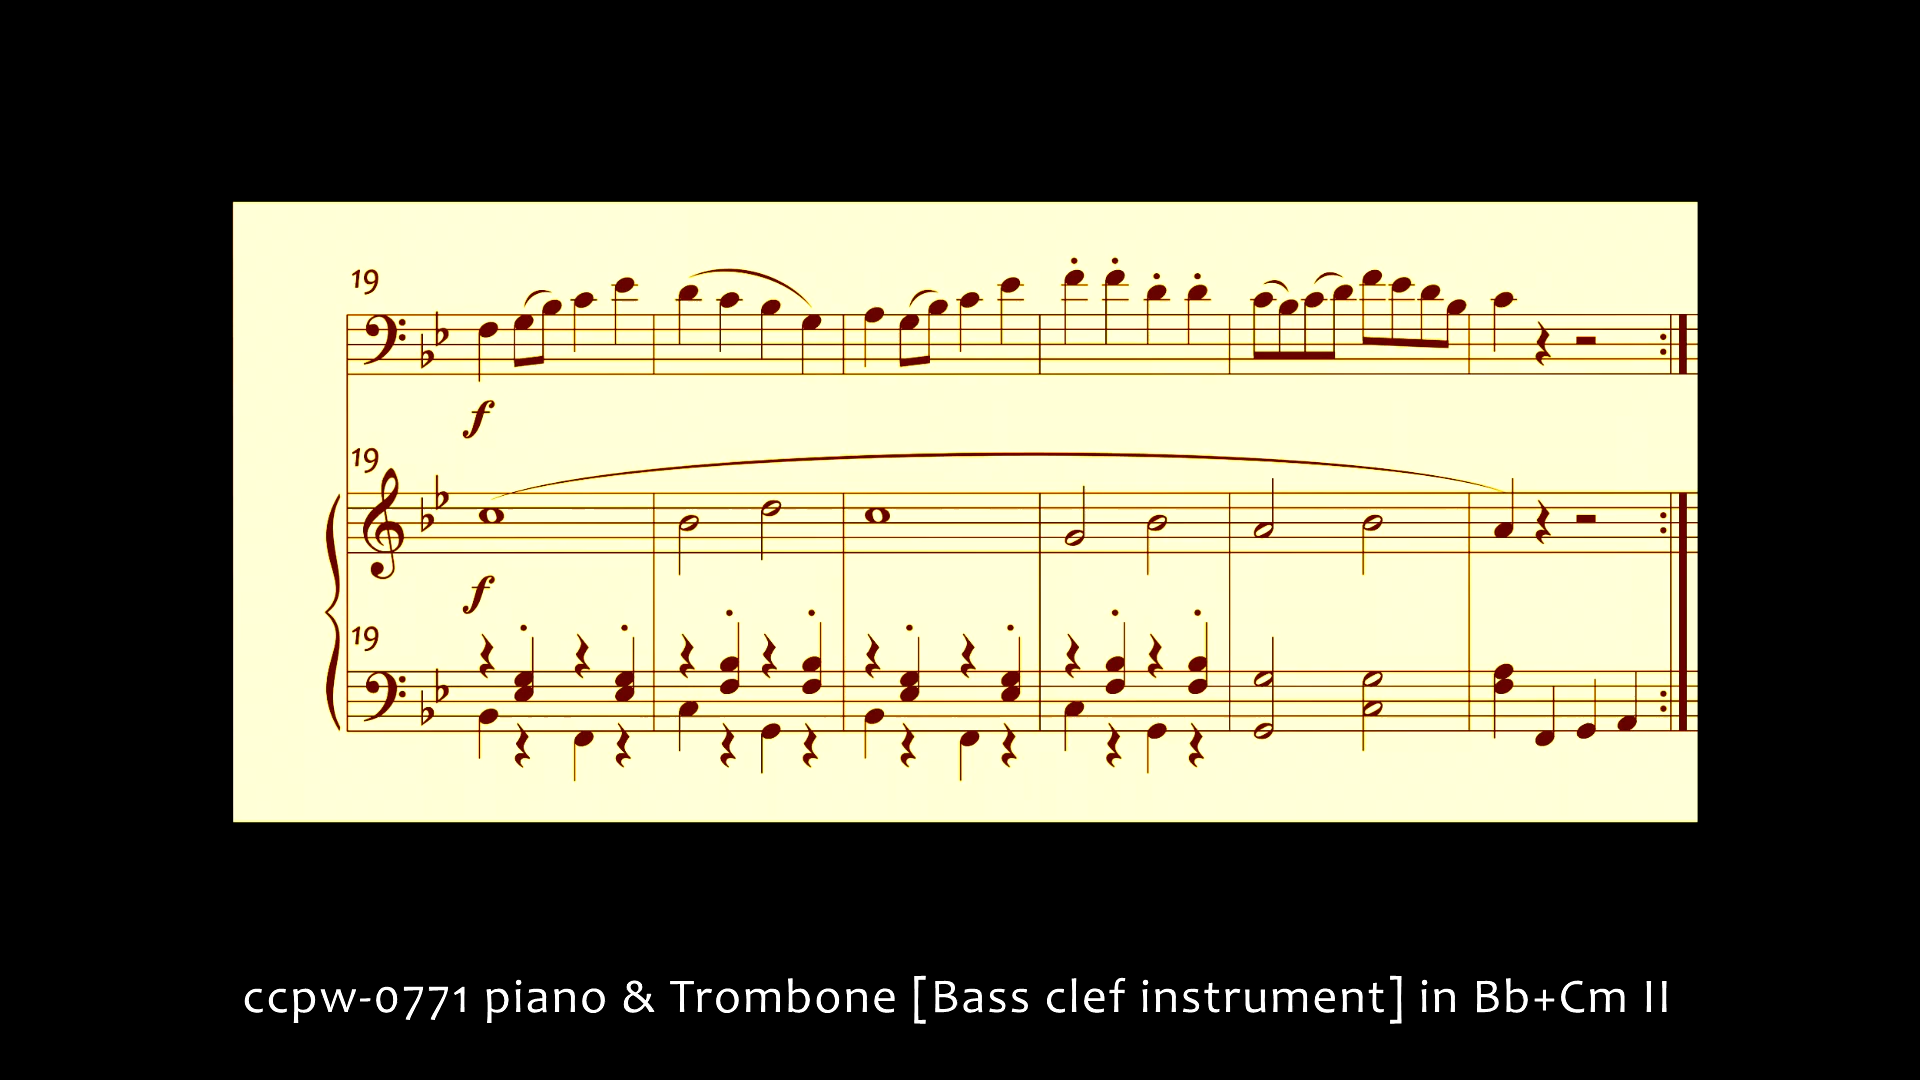 19
f
19
f
19
ccpw-0771 piano & Trombone [Bass clef instrument] in Bb+Cm II